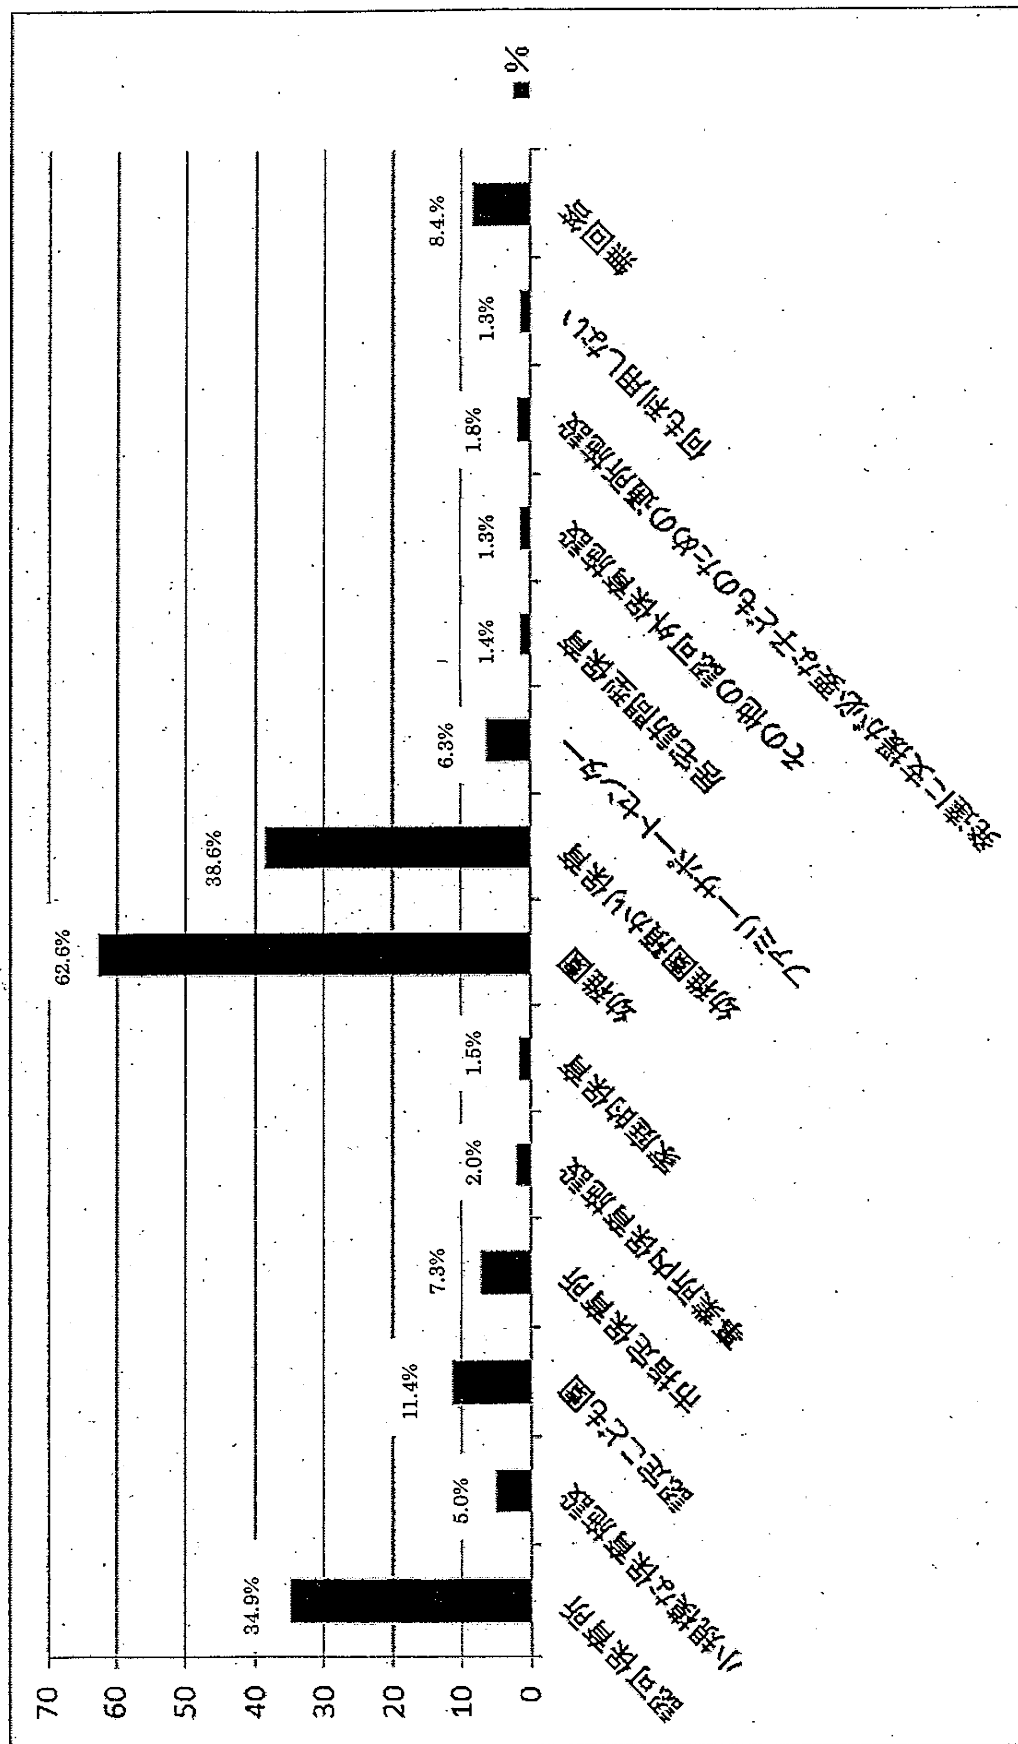 70
60
50
40
30
20
10
0
34.9%
5.0%
11.4%
7.3%
2.0%
1.5%
62.6%
38.6%
6.3%
1.4%
1.3%
1.8%
1.3%
8.4.%
認可保育所
小規模な保育施設
認定こども園
市指定保育所
事業所内保育施設
家庭的保育
幼稚園
幼稚園預かり保育
ファミリーサポートセンター
居宅訪問型保育
その他の認可外保育施設
発達に支援が必要な子どものための通所施設
何も利用しない
無回答
%